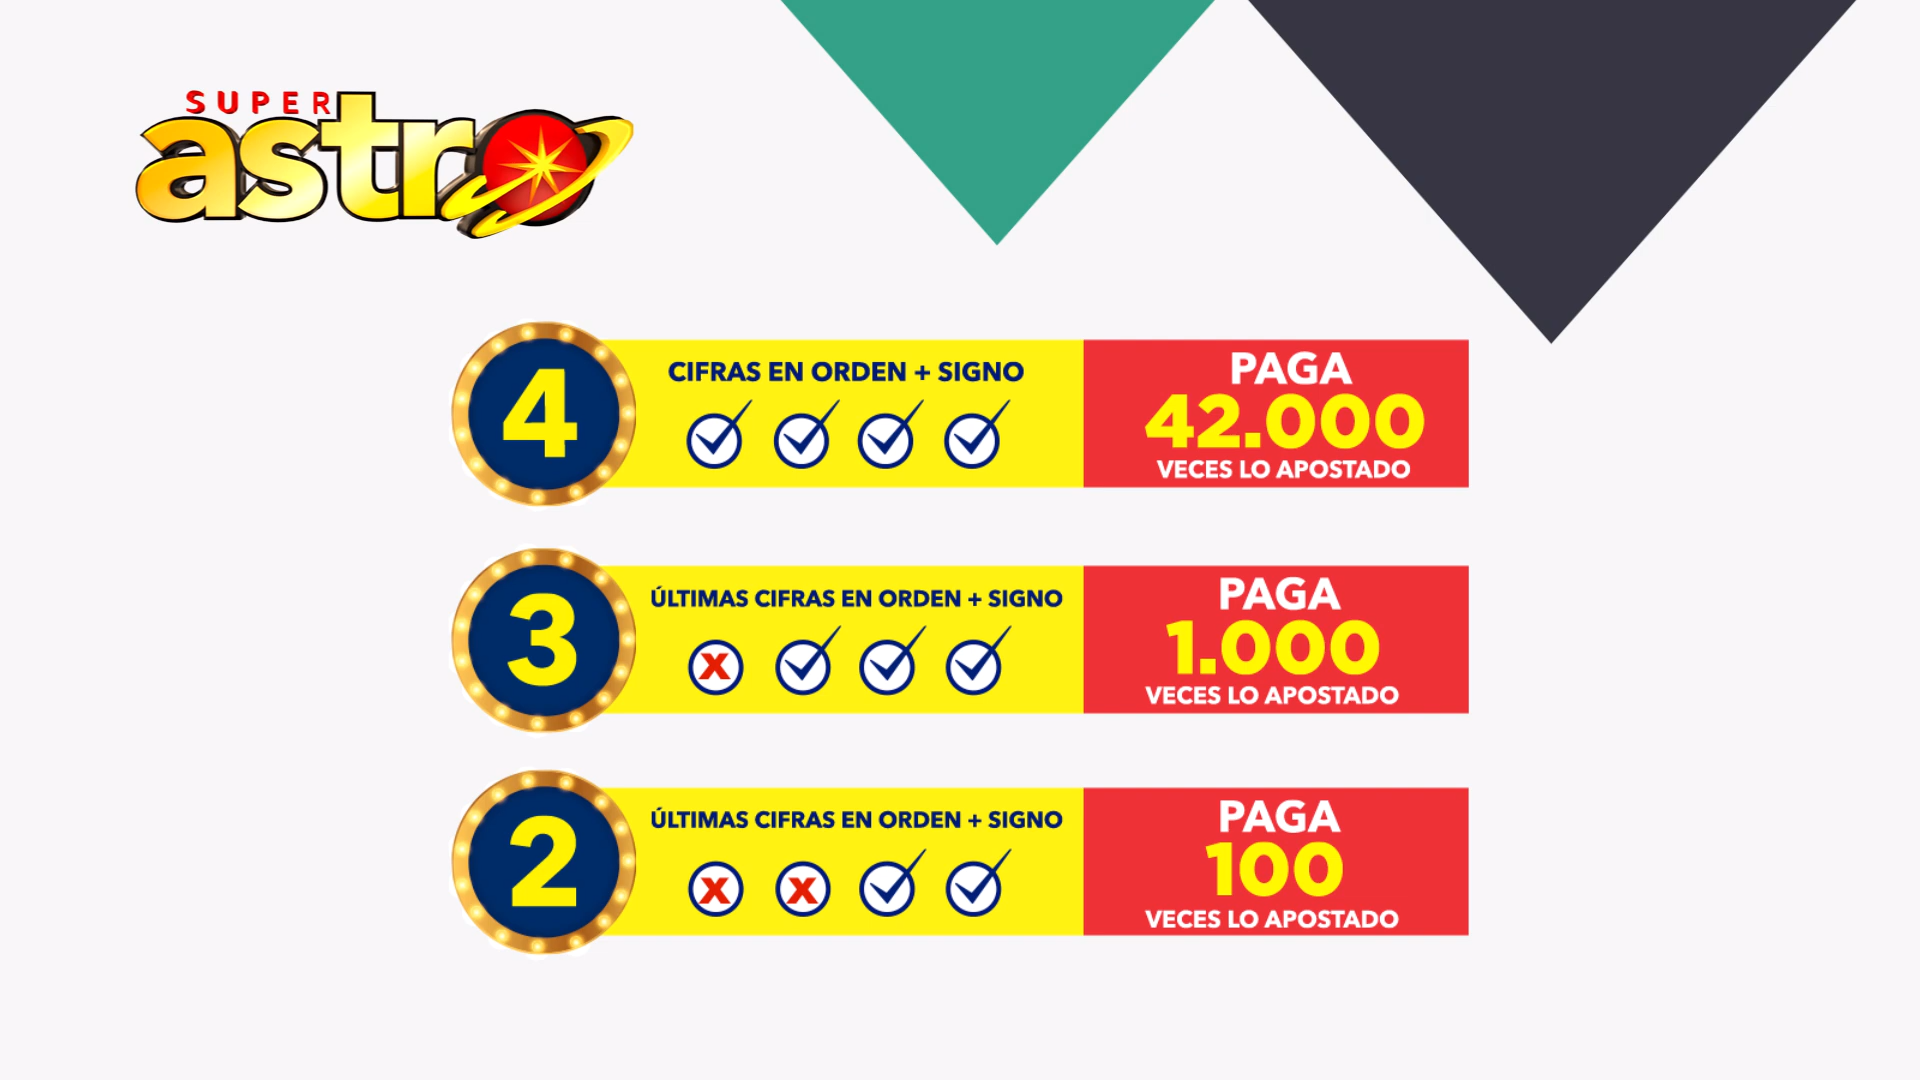 SUPER
astro
4
CIFRAS EN ORDEN + SIGNO
PAGA
42.000
VECES LO APOSTADO
3
ÚLTIMAS CIFRAS EN ORDEN + SIGNO
X
PAGA
1.000
VECES LO APOSTADO
2
ÚLTIMAS CIFRAS EN ORDEN + SIGNO
X X
PAGA
100
VECES LO APOSTADO